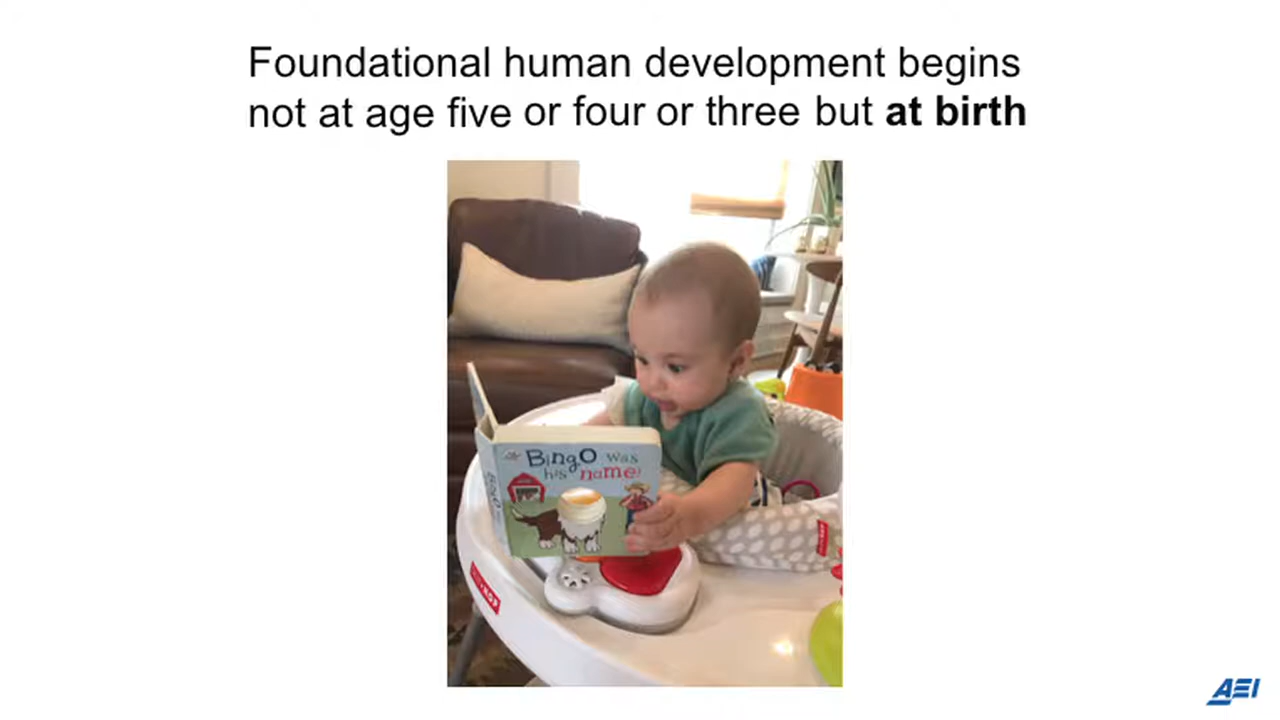 Foundational human development begins
not at age five or four or three but at birth
BingO was
his name!
AEI